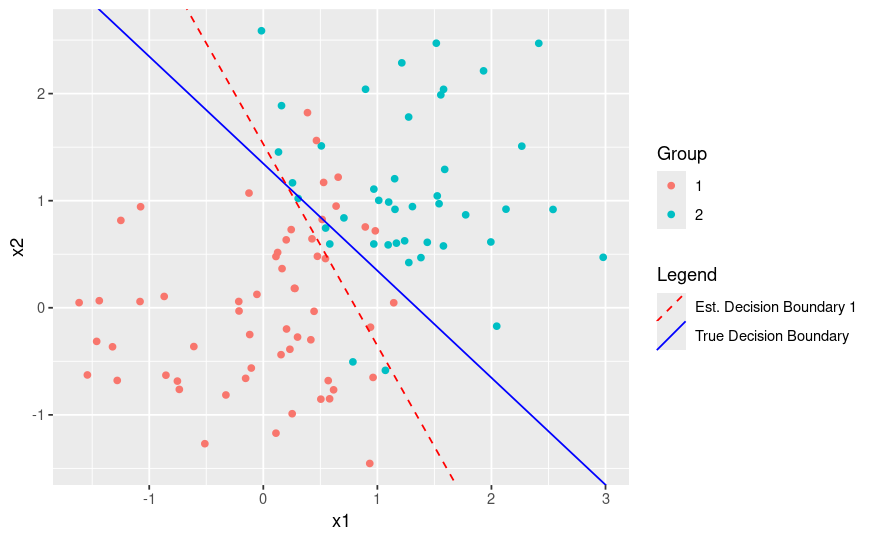 x2
2
1
0
-1
-1
0
1
2
3
x1
Group
1
2
Legend
Est. Decision Boundary 1
True Decision Boundary